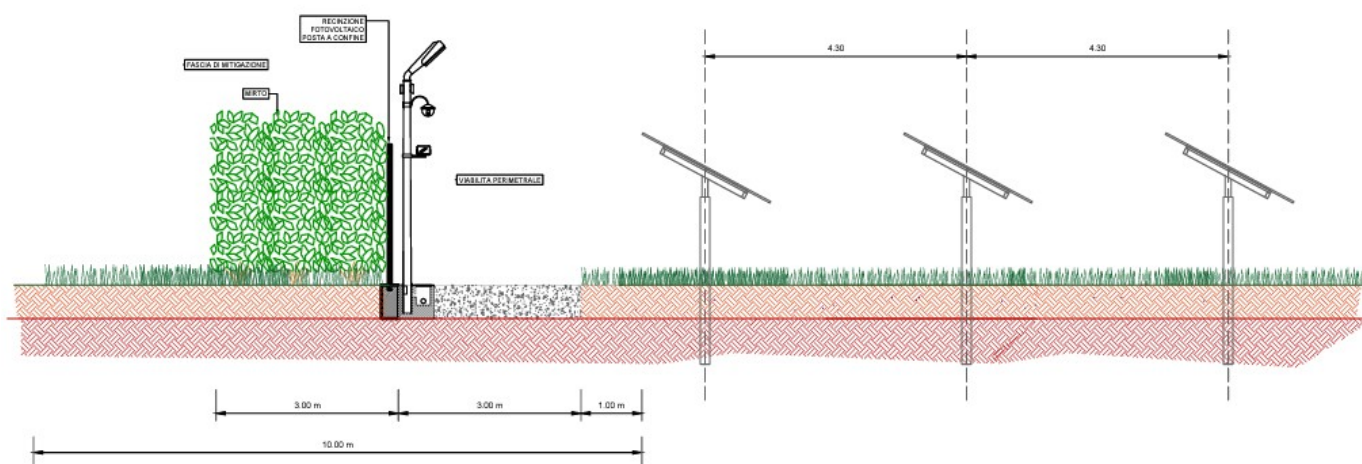 RECINZIONE
FOTOVOLTAICO
POSTA A CONFINE
4.30
4.30
FASCIA DI MITIGAZIONE
MIRTO
VIABILITA PERIMETRALE
3.00 m
3.00 m
1.00 m
10.00 m